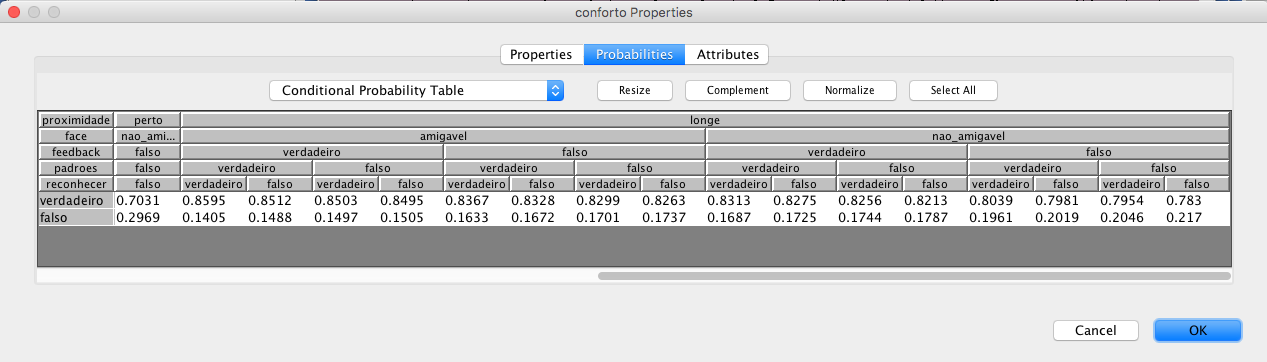 conforto Properties
Properties Probabilities Attributes
Conditional Probability Table Resize Complement Normalize Select All
proximidade perto longe
face nao_ami... amigavel nao_amigavel
feedback falso verdadeiro falso verdadeiro falso
padroes falso verdadeiro falso verdadeiro falso verdadeiro falso verdadeiro falso
reconhecer falso verdadeiro falso verdadeiro falso verdadeiro falso verdadeiro falso verdadeiro falso verdadeiro falso verdadeiro falso verdadeiro falso
verdadeiro 0.7031 0.8595 0.8512 0.8503 0.8495 0.8367 0.8328 0.8299 0.8263 0.8313 0.8275 0.8256 0.8213 0.8039 0.7981 0.7954 0.783
falso 0.2969 0.1405 0.1488 0.1497 0.1505 0.1633 0.1672 0.1701 0.1737 0.1687 0.1725 0.1744 0.1787 0.1961 0.2019 0.2046 0.217
Cancel OK